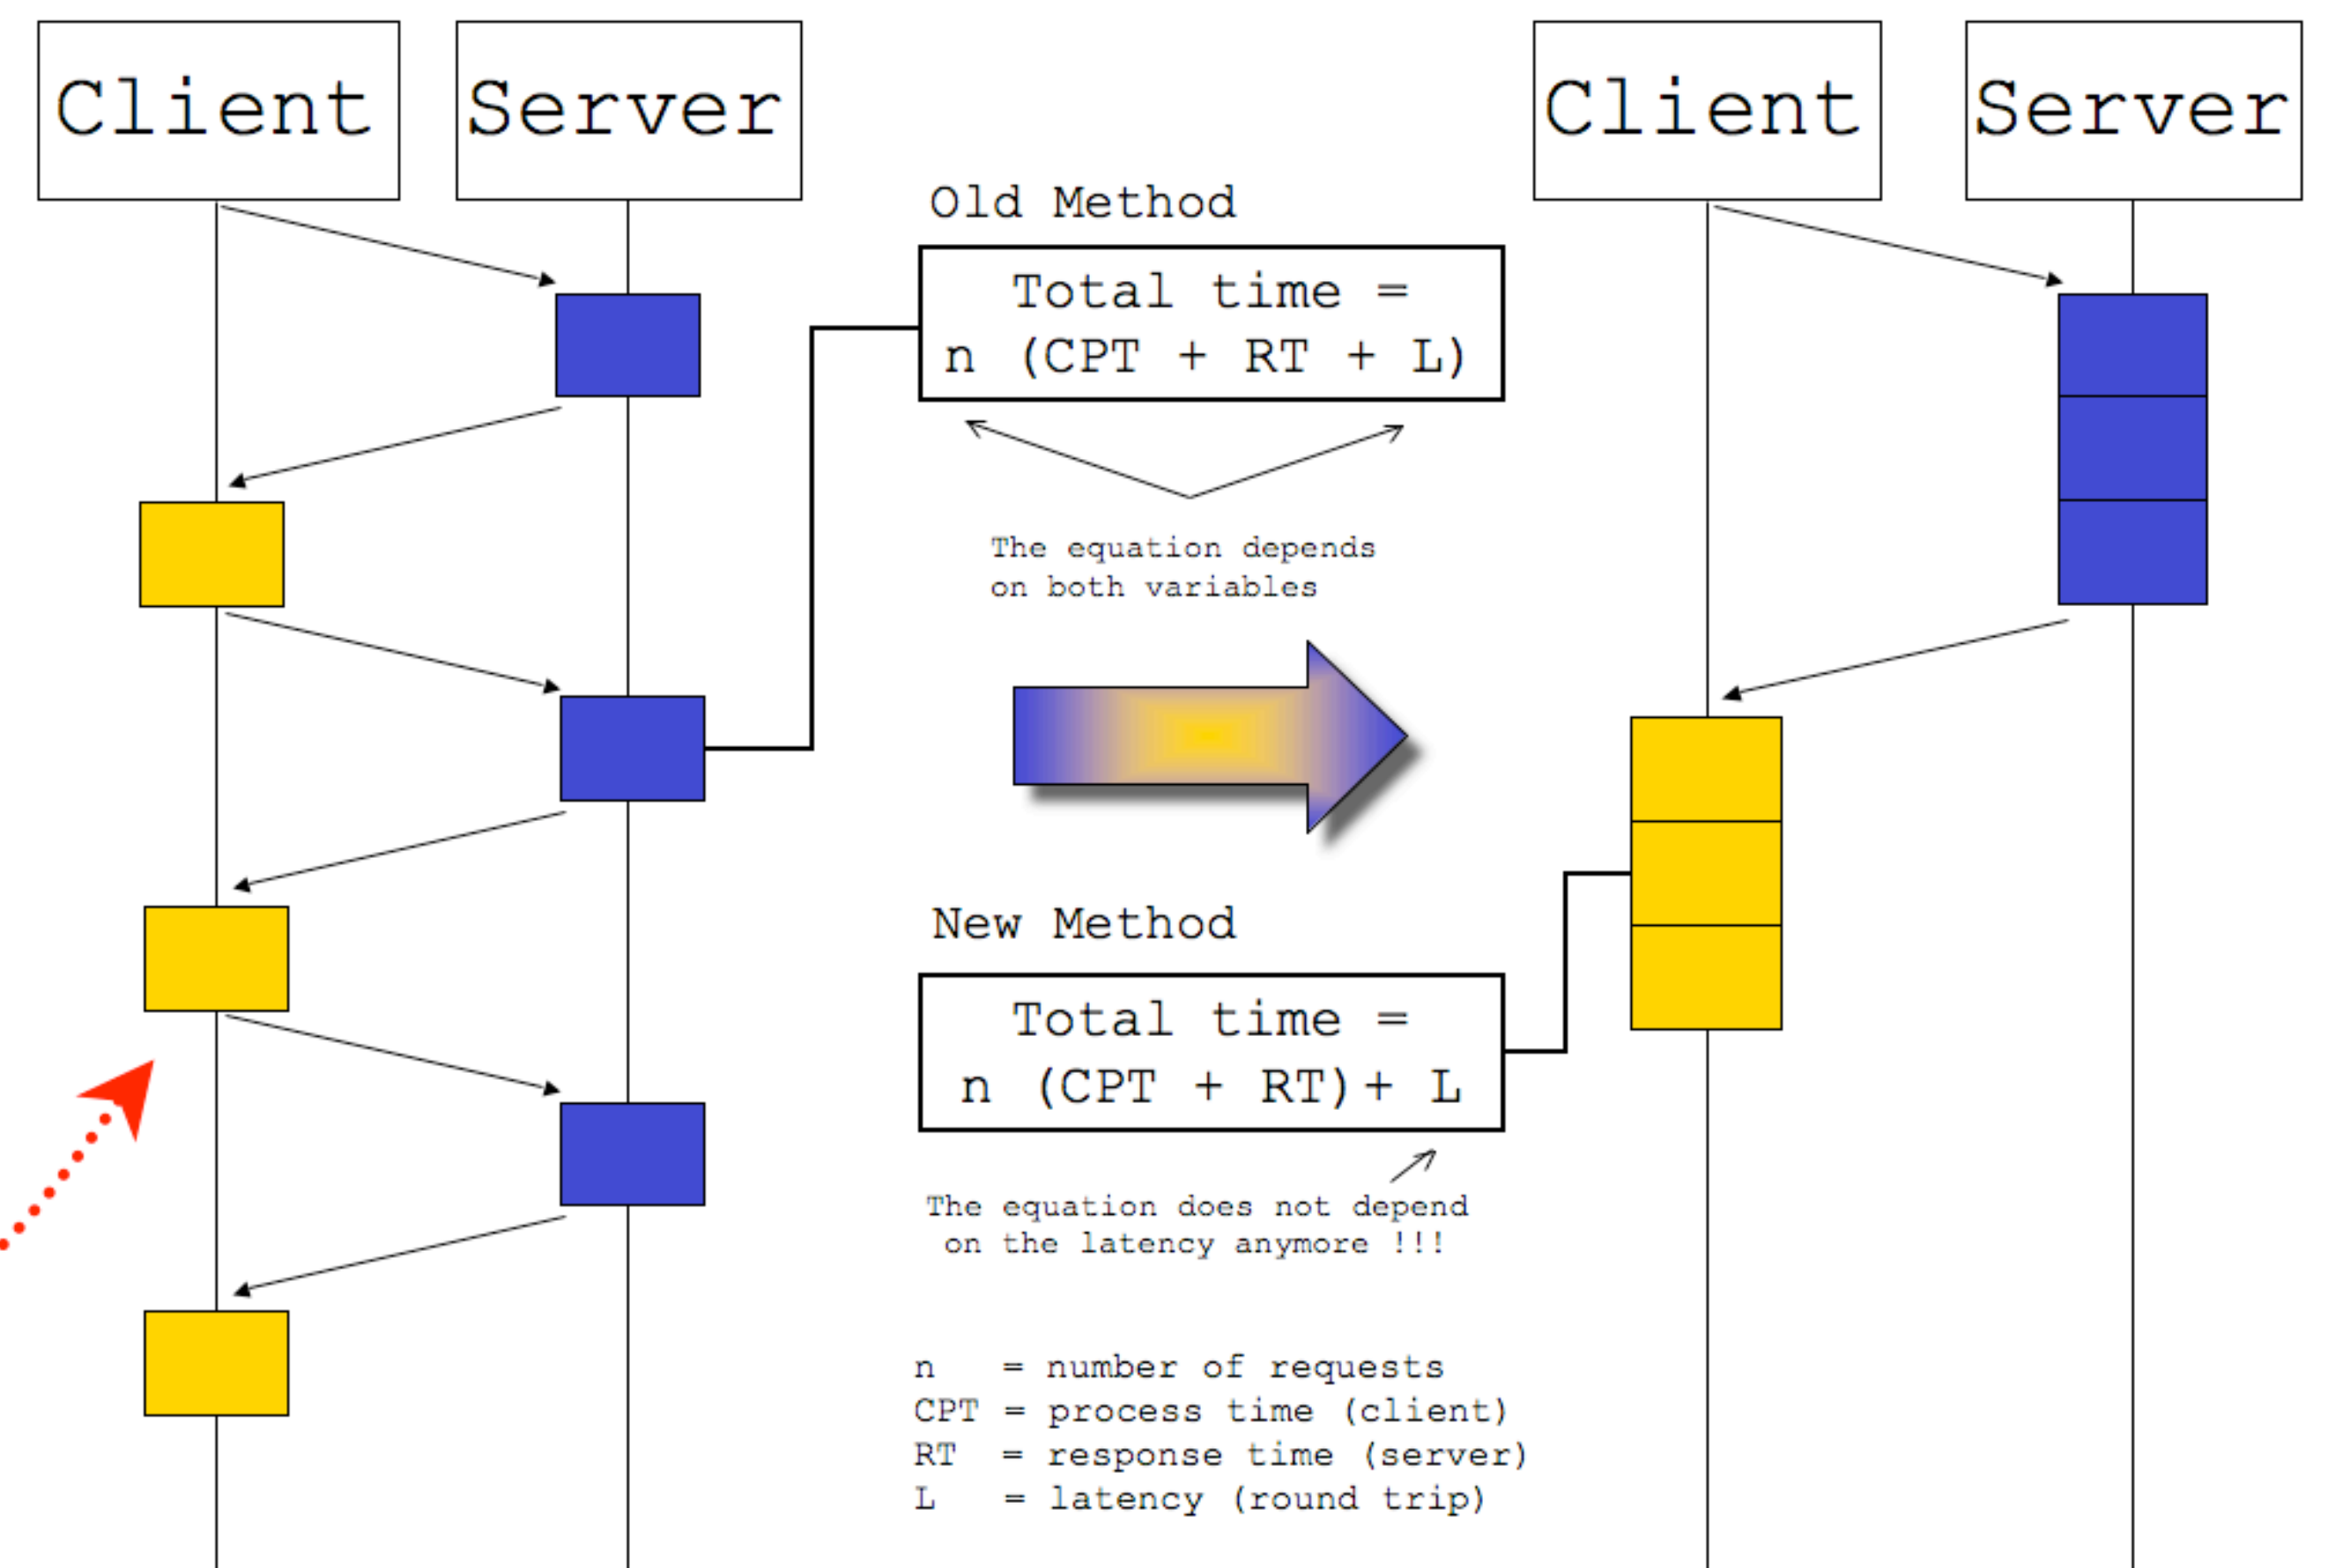 Client
Server
Client
Server
Old Method
Total time =
n (CPT + RT + L)
The equation depends
on both variables
New Method
Total time =
n (CPT + RT)+ L
The equation does not depend
on the latency anymore !!!
n = number of requests
CPT = process time (client)
RT = response time (server)
L = latency (round trip)